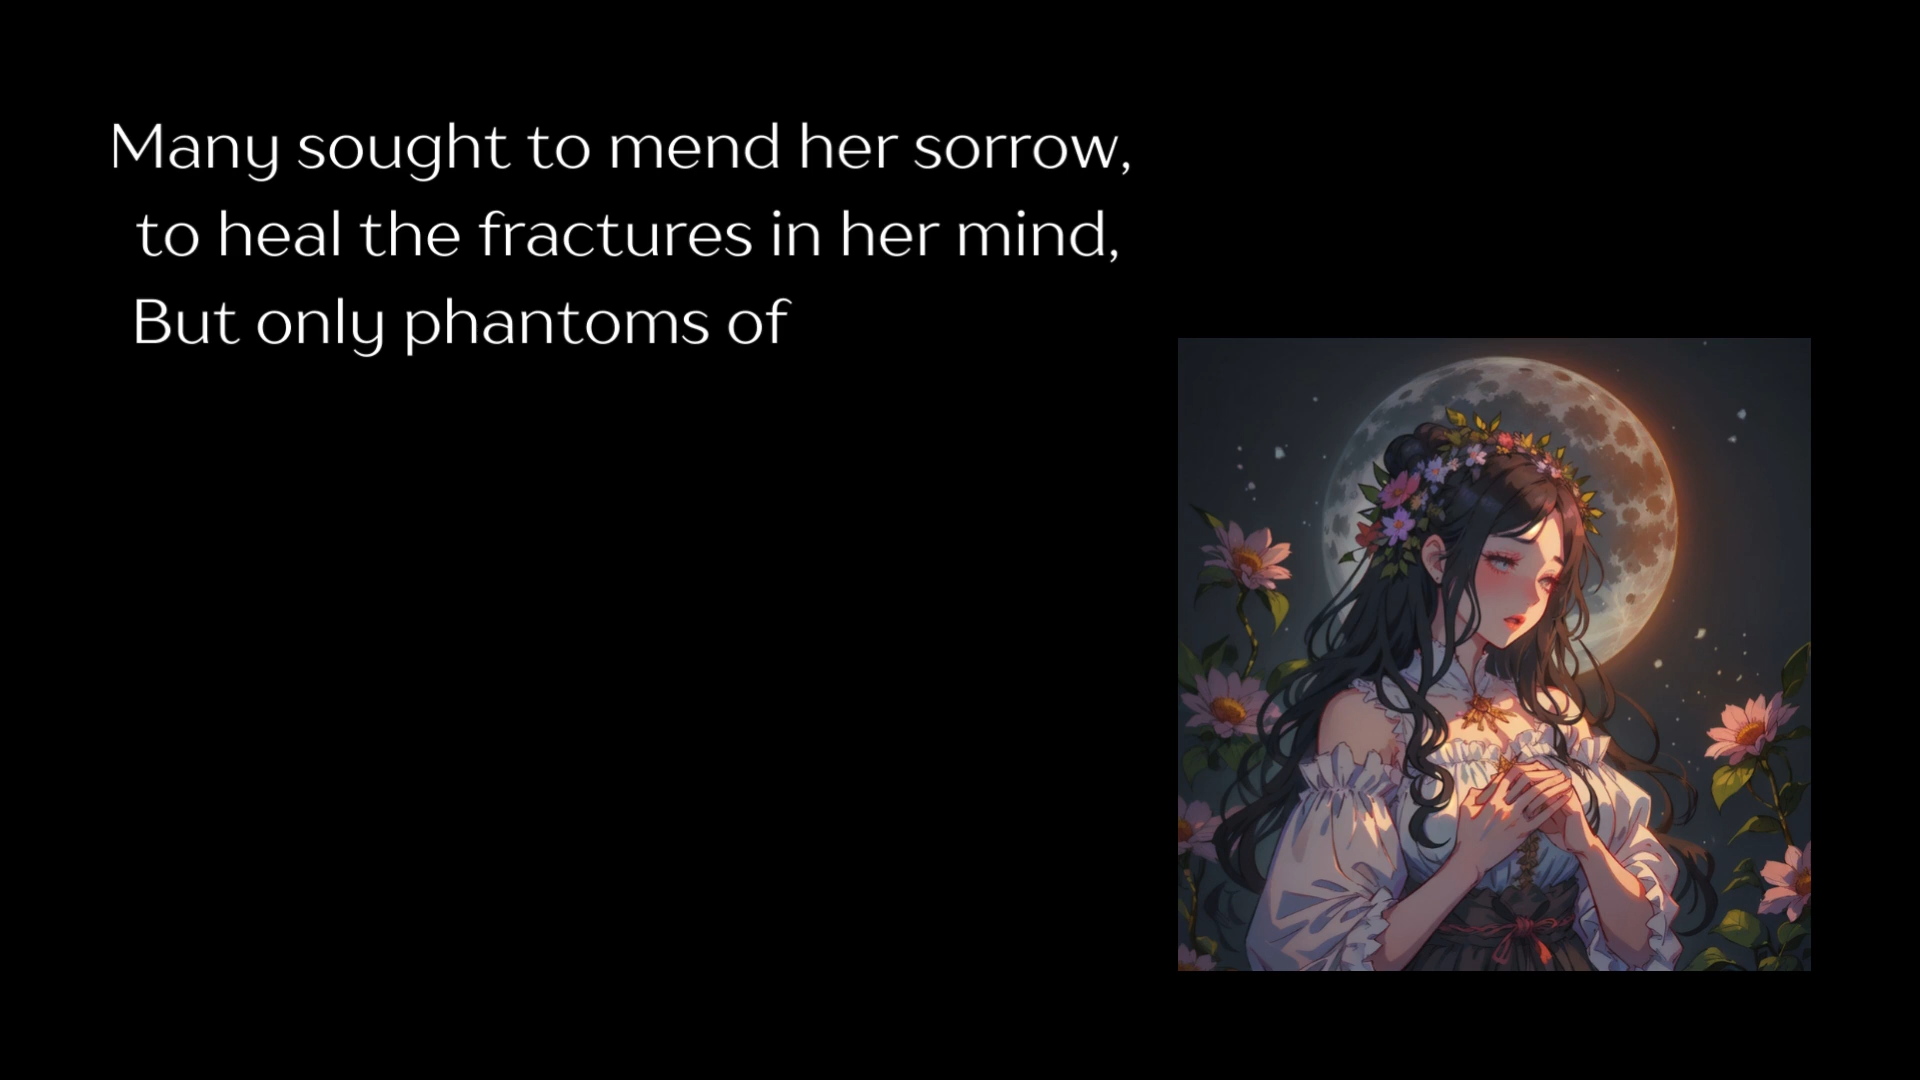 Many sought to mend her sorrow,
to heal the fractures in her mind,
But only phantoms of